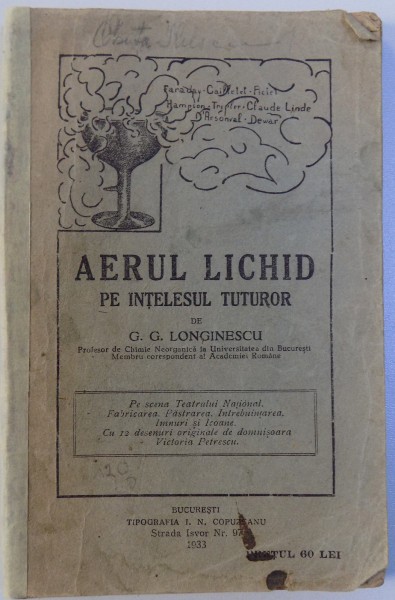 Faraday - Cailletet - Pictet
Hampson - Tripler - Claude Linde
D'Arsonval - Dewar
AERUL LICHID
PE INȚELESUL TUTUROR
DE
G. G. LONGINESCU
Profesor de Chimie Neorganică la Universitatea din București
Membru corespondent al Academiei Române
Pe scena Teatrului Național.
Fabricarea. Păstrarea. Intrebuințarea.
Imnuri și Icoane.
Cu 12 desenuri originale de domnișoara
Victoria Petrescu.
BUCUREȘTI
TIPOGRAFIA I. N. COPUZEANU
Strada Isvor Nr. 97
1933
PREȚUL 60 LEI